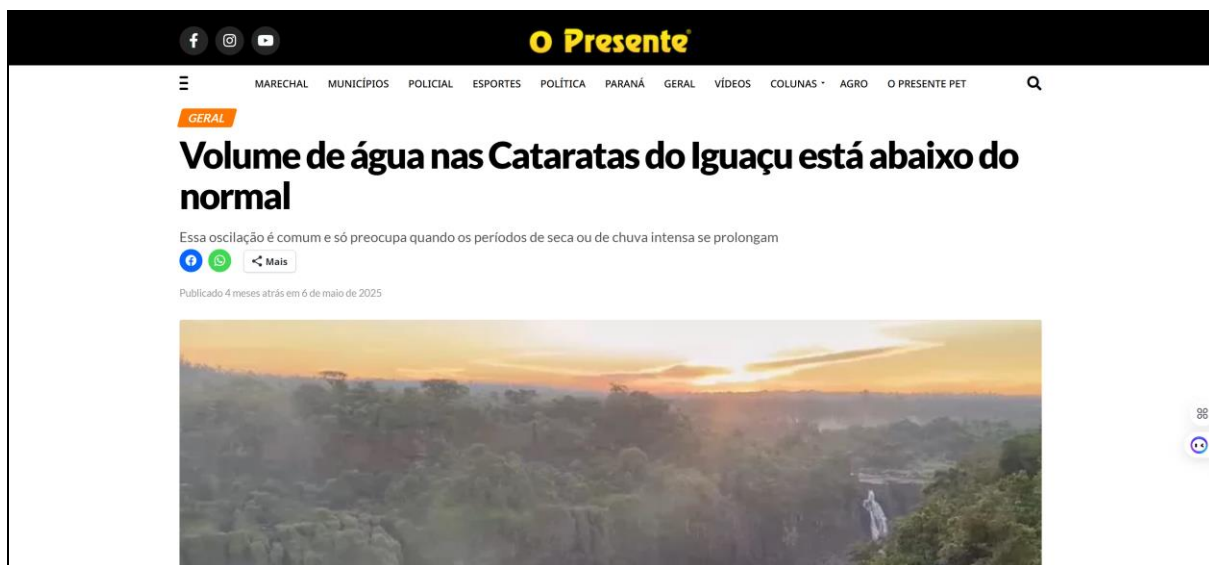 O Presente
MARECHAL MUNICÍPIOS POLICIAL ESPORTES POLÍTICA PARANÁ GERAL VÍDEOS COLUNAS AGRO O PRESENTE PET
GERAL
Volume de água nas Cataratas do Iguaçu está abaixo do
normal
Essa oscilação é comum e só preocupa quando os períodos de seca ou de chuva intensa se prolongam
Mais
Publicado 4 meses atrás em 6 de maio de 2025